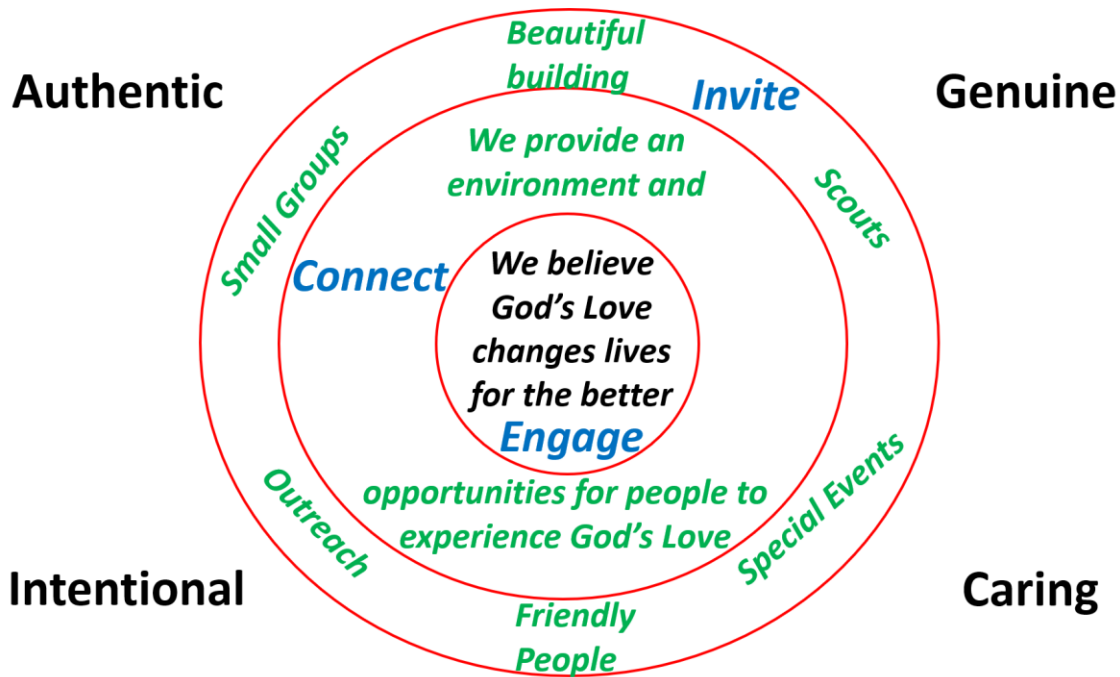 Authentic
Genuine
Beautiful
building
Invite
Small Groups
Scouts
We provide an
environment and
Connect
We believe
God's Love
changes lives
for the better
Engage
opportunities for people to
experience God's Love
Outreach
Special Events
Friendly
People
Intentional
Caring